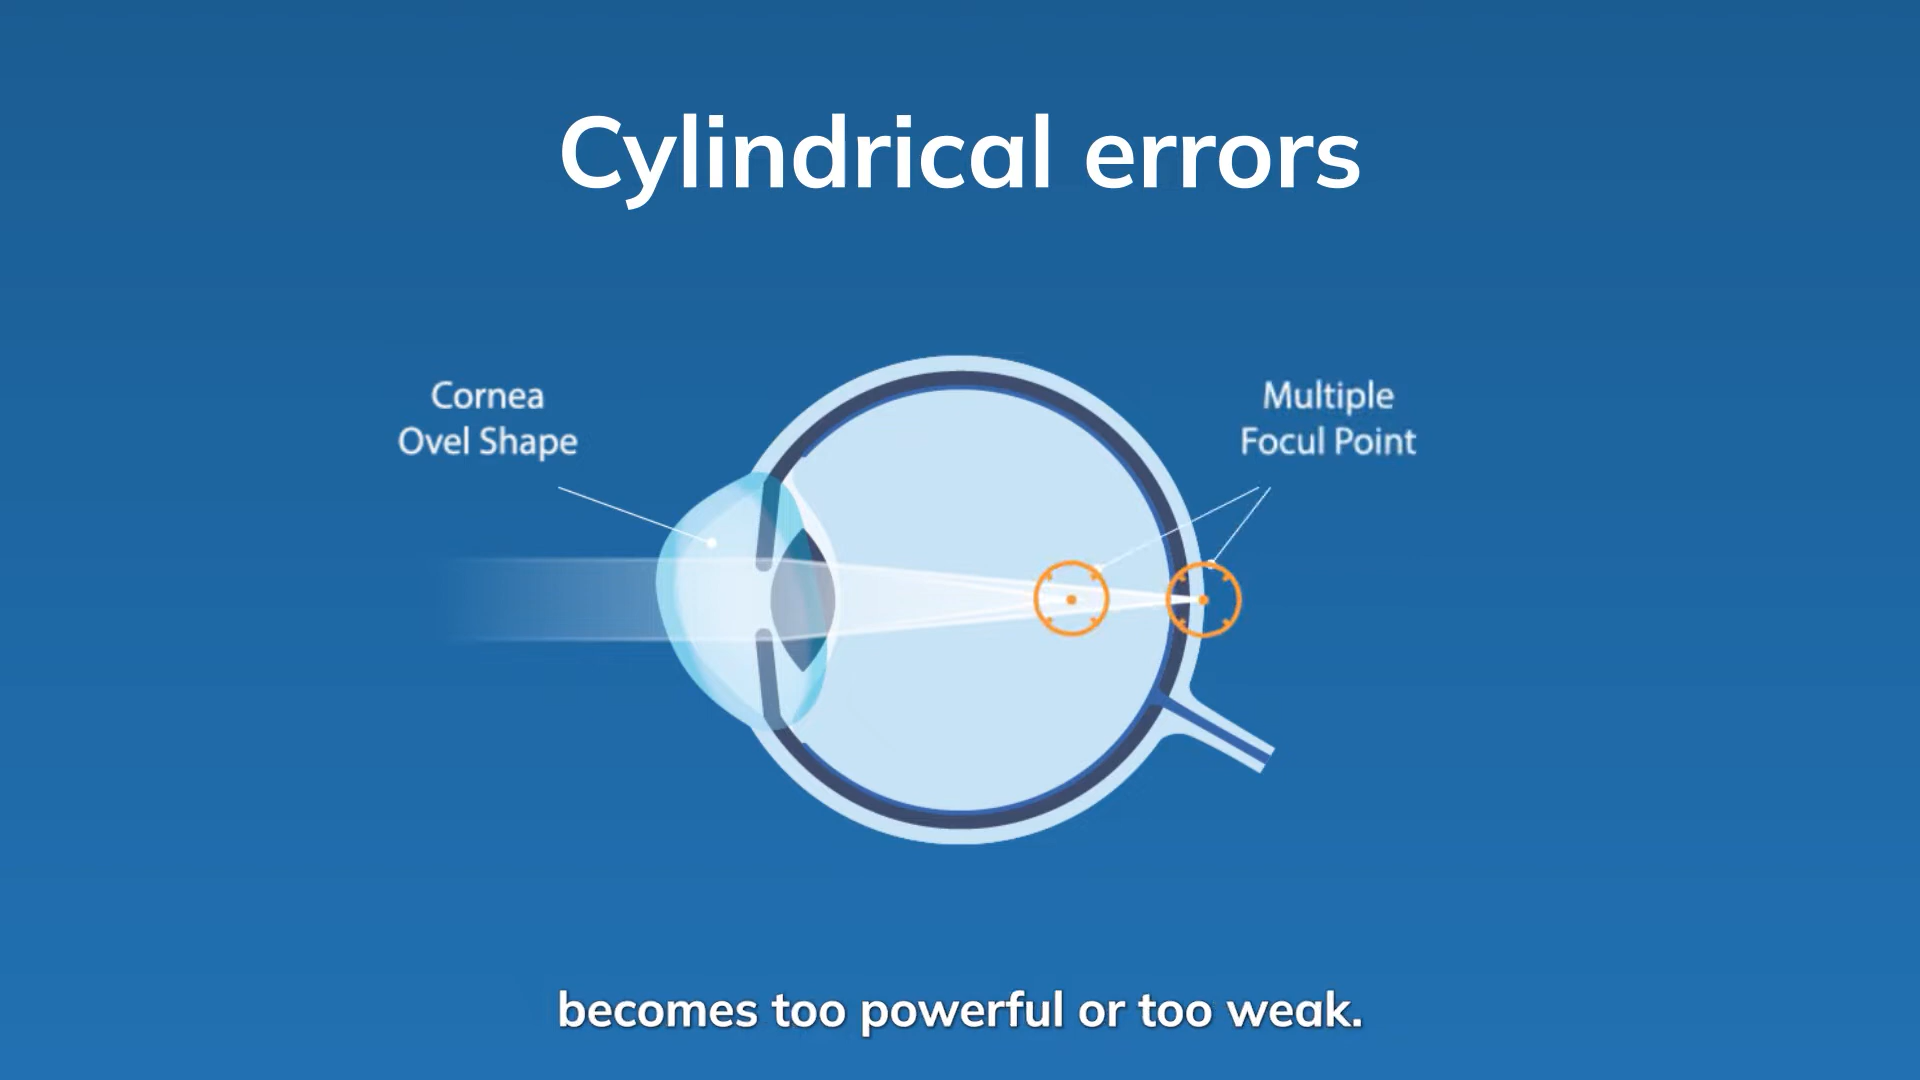 Cylindrical errors
Cornea
Ovel Shape
Multiple
Focul Point
becomes too powerful or too weak.